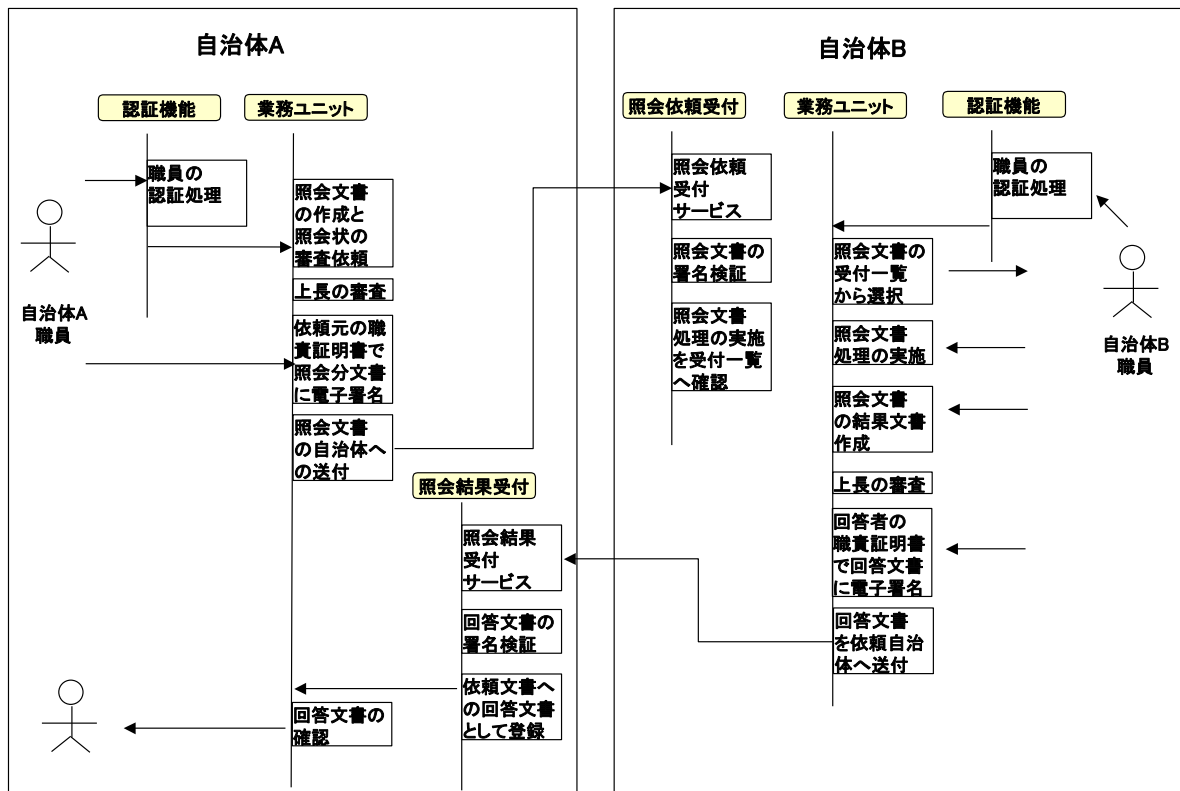 自治体A
認証機能
業務ユニット
職員の
認証処理
照会文書
の作成と
照会状の
審査依頼
上長の審査
自治体A
職員
依頼元の職
責証明書で
照会分文書
に電子署名
照会文書
の自治体へ
の送付
照会結果受付
照会結果
受付
サービス
回答文書の
署名検証
依頼文書へ
の回答文書
として登録
回答文書の
確認
自治体B
照会依頼受付
業務ユニット
認証機能
照会依頼
受付
サービス
職員の
認証処理
照会文書の
署名検証
照会文書の
受付一覧
から選択
照会文書
処理の実施
を受付一覧
へ確認
照会文書
処理の実施
自治体B
職員
照会文書
の結果文書
作成
上長の審査
回答者の
職責証明書
で回答文書
に電子署名
回答文書
を依頼自治
体へ送付